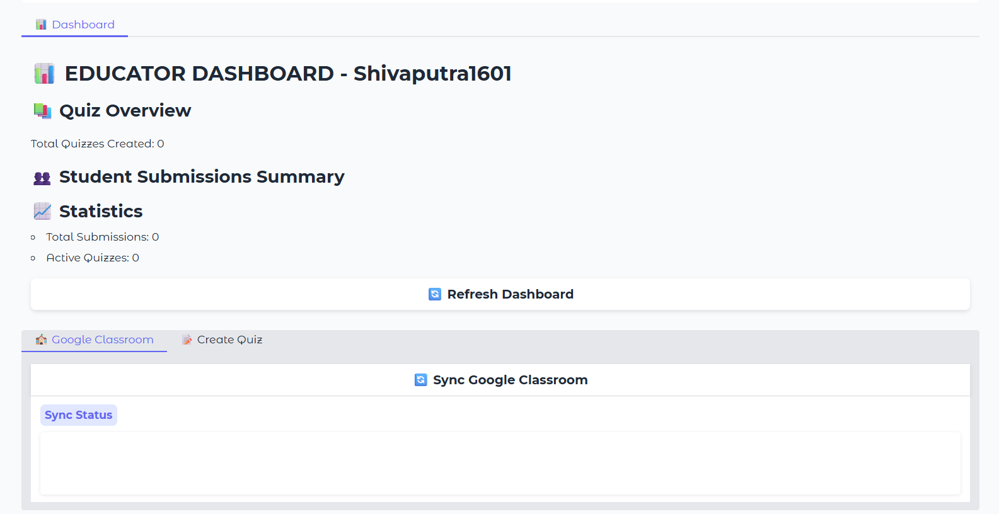 Dashboard
EDUCATOR DASHBOARD - Shivaputra1601
Quiz Overview
Total Quizzes Created: 0
Student Submissions Summary
Statistics
Total Submissions: 0
Active Quizzes: 0
Refresh Dashboard
Google Classroom Create Quiz
Sync Google Classroom
Sync Status